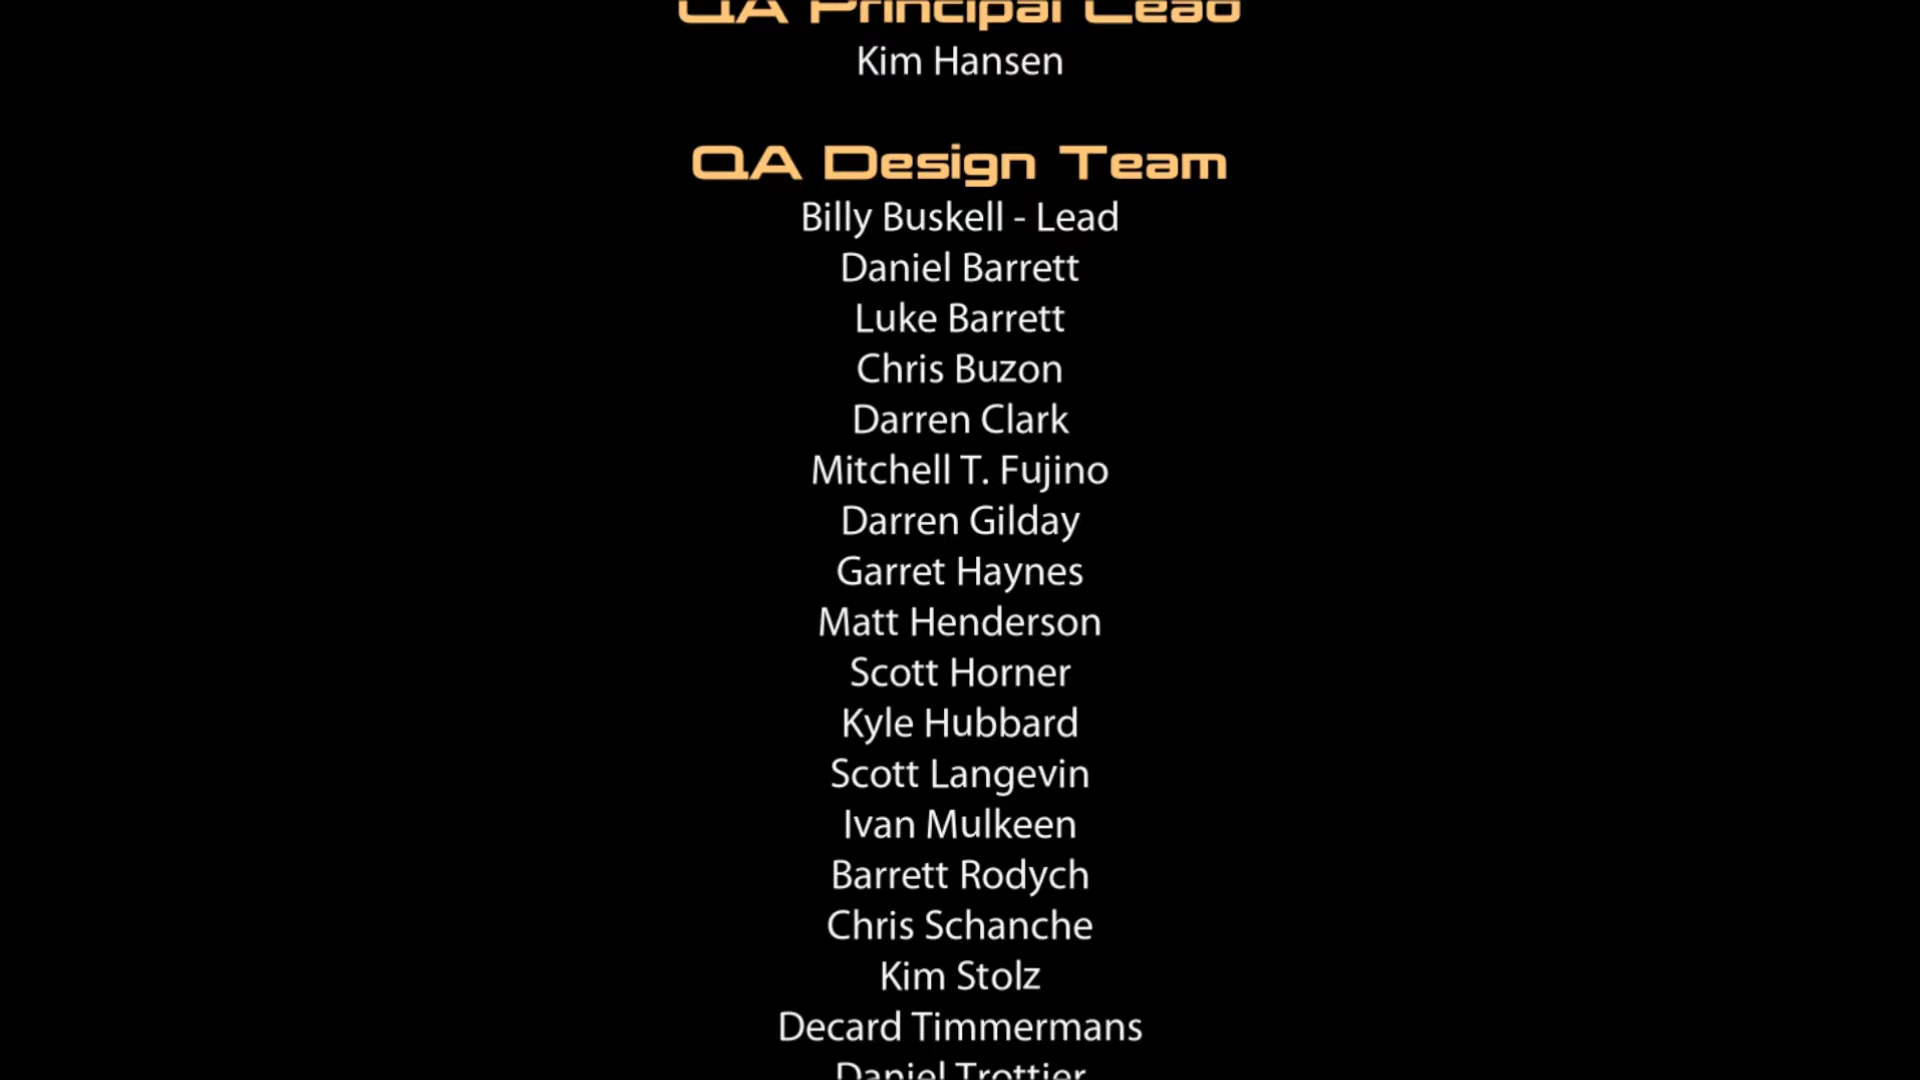 QA Principal Lead
Kim Hansen
QA Design Team
Billy Buskell - Lead
Daniel Barrett
Luke Barrett
Chris Buzon
Darren Clark
Mitchell T. Fujino
Darren Gilday
Garret Haynes
Matt Henderson
Scott Horner
Kyle Hubbard
Scott Langevin
Ivan Mulkeen
Barrett Rodych
Chris Schanche
Kim Stolz
Decard Timmermans
Daniel Trottier